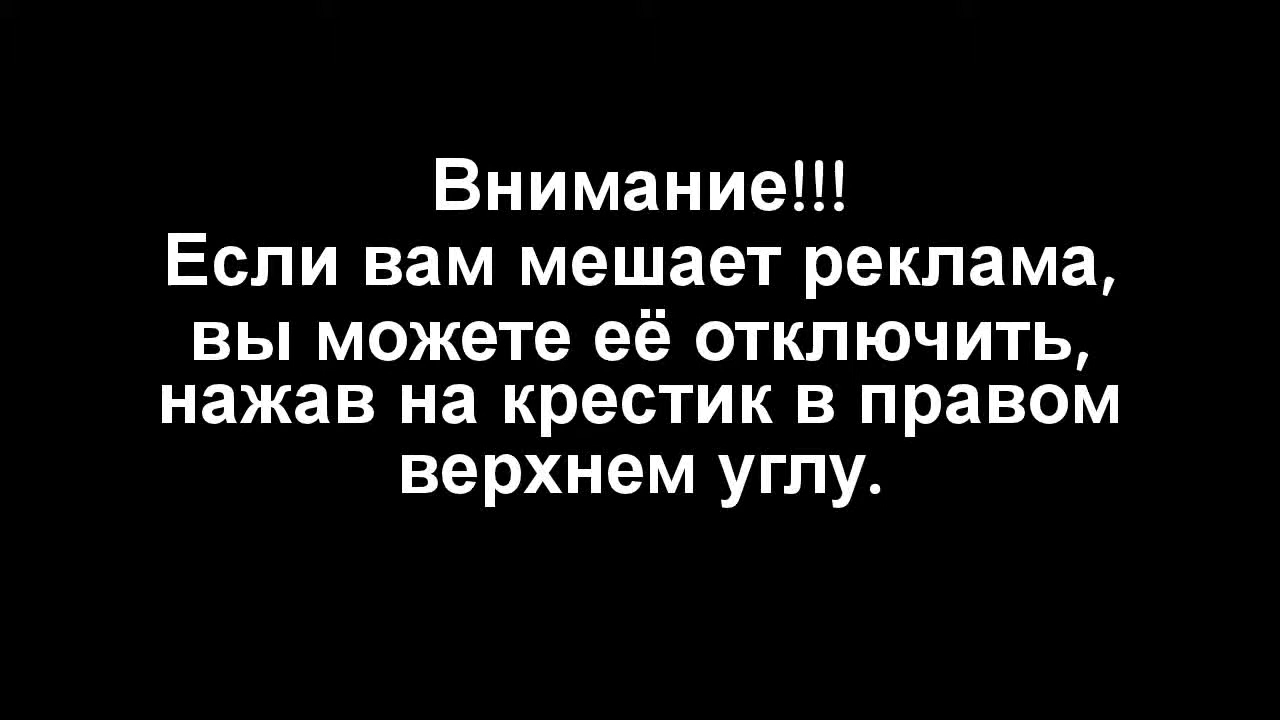 Внимание!!!
Если вам мешает реклама,
вы можете её отключить,
нажав на крестик в правом
верхнем углу.